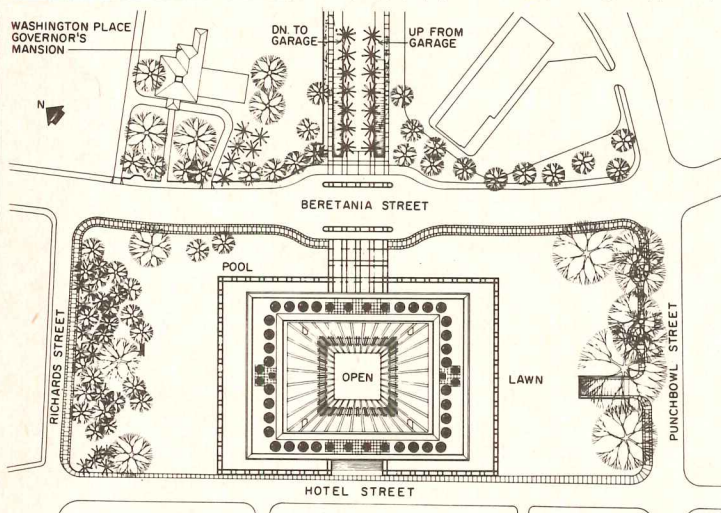 WASHINGTON PLACE
GOVERNOR'S
MANSION
DN. TO
GARAGE
UP FROM
GARAGE
N
BERETANIA STREET
POOL
RICHARDS STREET
OPEN
LAWN
PUNCHBOWL STREET
HOTEL STREET